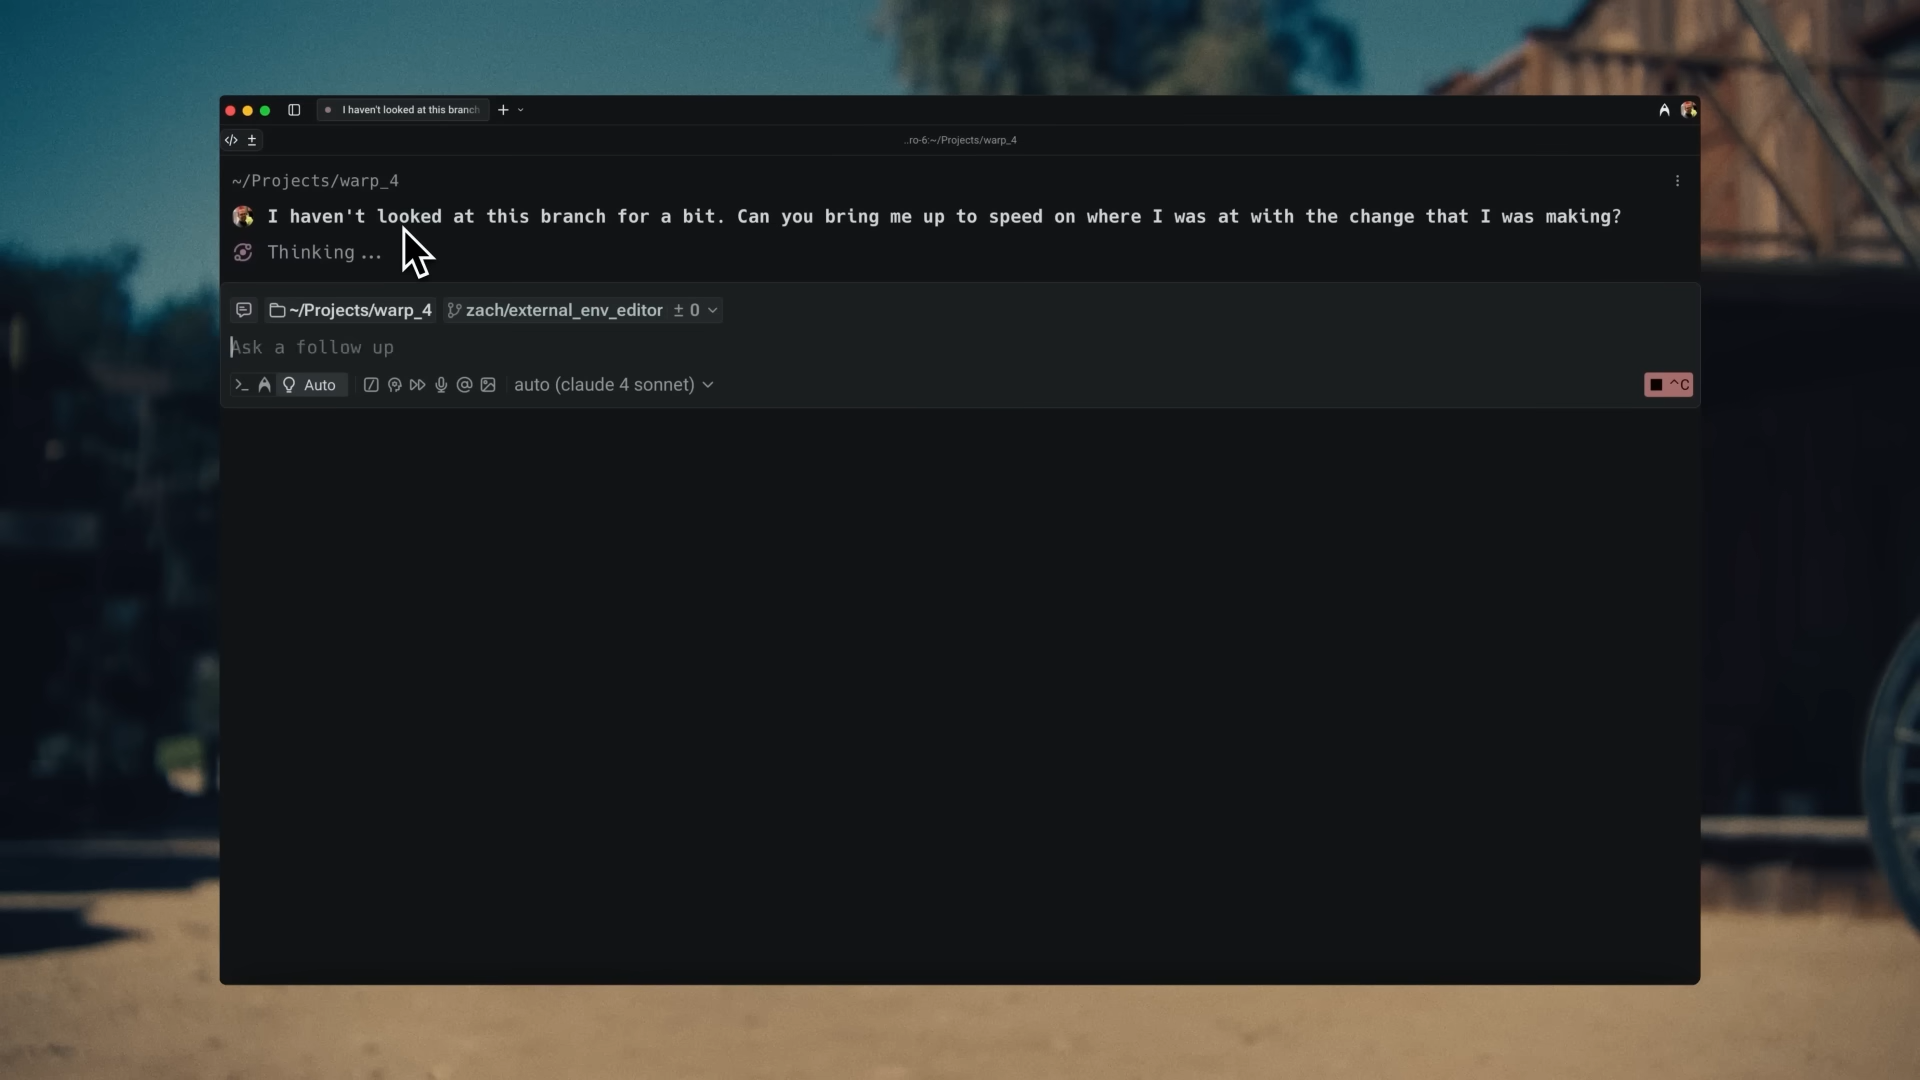 I haven't looked at this branch
..ro-6:~/Projects/warp_4
~/Projects/warp_4
I haven't looked at this branch for a bit. Can you bring me up to speed on where I was at with the change that I was making?
Thinking...
~/Projects/warp_4 zach/external_env_editor ± 0
Ask a follow up
Auto auto (claude 4 sonnet) ^C